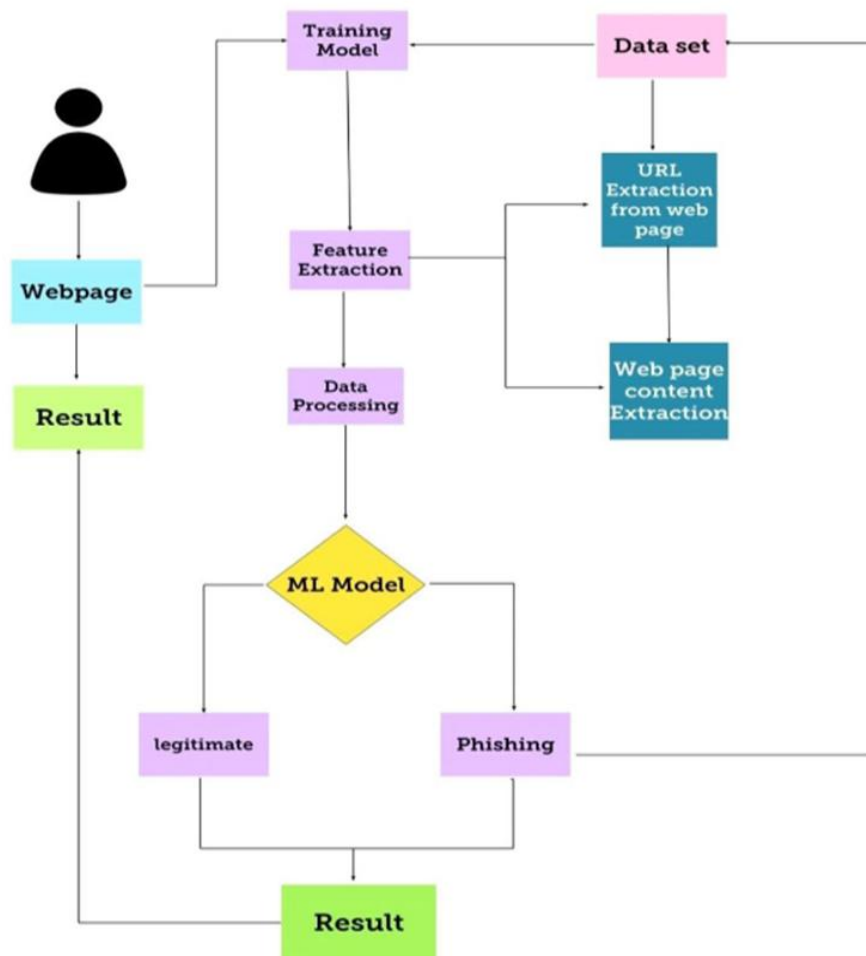 Training
Model
Data set
URL
Extraction
from web
page
Feature
Extraction
Webpage
Web page
content
Extraction
Data
Processing
Result
ML Model
legitimate
Phishing
Result